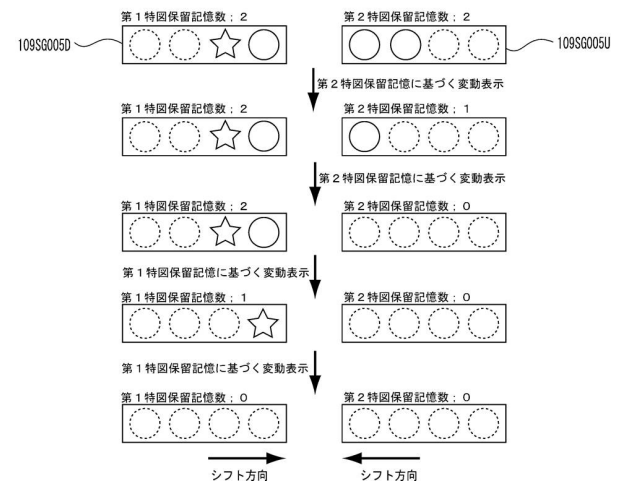 第１特図保留記憶数；２
第２特図保留記憶数；２
109SG005D
109SG005U
第２特図保留記憶に基づく変動表示
第１特図保留記憶数；２
第２特図保留記憶数；１
第２特図保留記憶に基づく変動表示
第１特図保留記憶数；２
第２特図保留記憶数；０
第１特図保留記憶に基づく変動表示
第１特図保留記憶数；１
第２特図保留記憶数；０
第１特図保留記憶に基づく変動表示
第１特図保留記憶数；０
第２特図保留記憶数；０
シフト方向
シフト方向